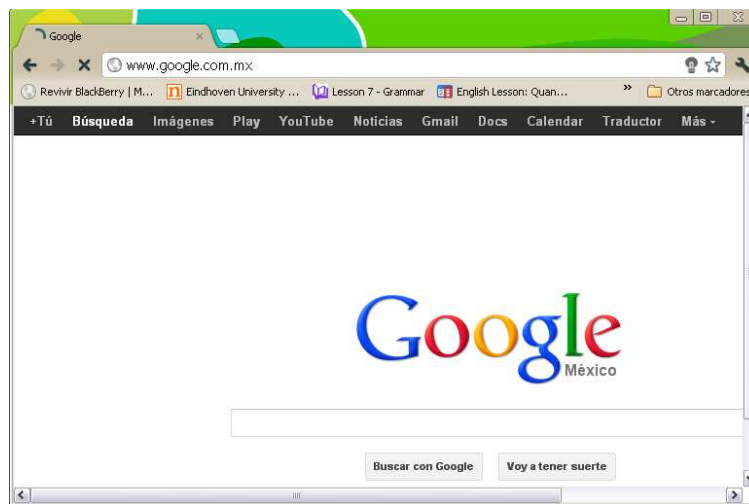 Google
www.google.com.mx
Revivir BlackBerry | M... Eindhoven University ... Lesson 7 - Grammar English Lesson: Quan... » Otros marcadores
+Tú Búsqueda Imágenes Play YouTube Noticias Gmail Docs Calendar Traductor Más
Google
México
Buscar con Google Voy a tener suerte